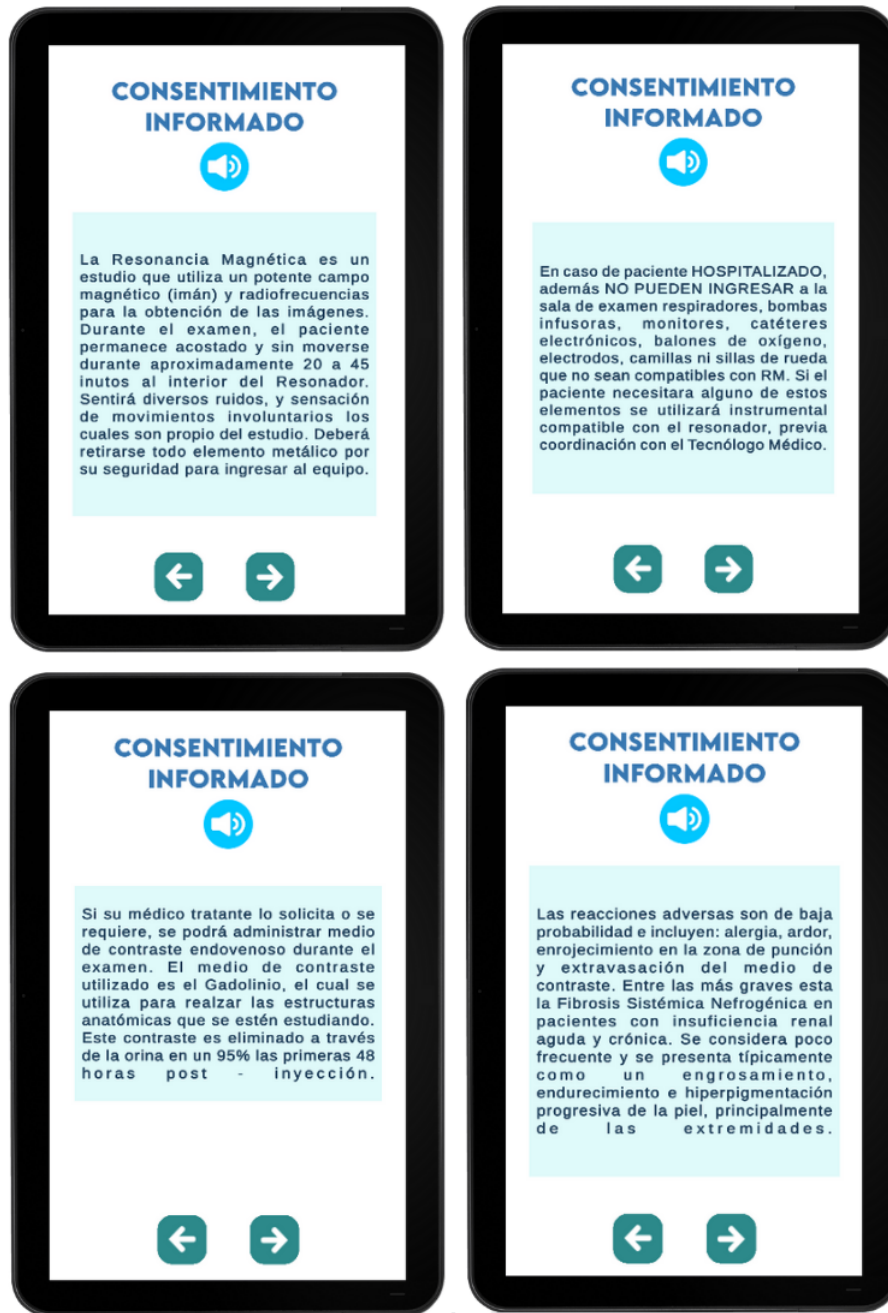 CONSENTIMIENTO
INFORMADO
La Resonancia Magnética es un
estudio que utiliza un potente campo
magnético (imán) y radiofrecuencias
para la obtención de las imágenes.
Durante el examen, el paciente
permanece acostado y sin moverse
durante aproximadamente 20 a 45
inutos al interior del Resonador.
Sentirá diversos ruidos, y sensación
de movimientos involuntarios los
cuales son propio del estudio. Deberá
retirarse todo elemento metálico por
su seguridad para ingresar al equipo.
CONSENTIMIENTO
INFORMADO
En caso de paciente HOSPITALIZADO,
además NO PUEDEN INGRESAR a la
sala de examen respiradores, bombas
infusoras, monitores, catéteres
electrónicos, balones de oxígeno,
electrodos, camillas ni sillas de rueda
que no sean compatibles con RM. Si el
paciente necesitara alguno de estos
elementos se utilizará instrumental
compatible con el resonador, previa
coordinación con el Tecnólogo Médico.
CONSENTIMIENTO
INFORMADO
Si su médico tratante lo solicita o se
requiere, se podrá administrar medio
de contraste endovenoso durante el
examen. El medio de contraste
utilizado es el Gadolinio, el cual se
utiliza para realzar las estructuras
anatómicas que se estén estudiando.
Este contraste es eliminado a través
de la orina en un 95% las primeras 48
horas post - inyección.
CONSENTIMIENTO
INFORMADO
Las reacciones adversas son de baja
probabilidad e incluyen: alergia, ardor,
enrojecimiento en la zona de punción
y extravasación del medio de
contraste. Entre las más graves esta
la Fibrosis Sistémica Nefrogénica en
pacientes con insuficiencia renal
aguda y crónica. Se considera poco
frecuente y se presenta típicamente
como un engrosamiento,
endurecimiento e hiperpigmentación
progresiva de la piel, principalmente
de las extremidades.